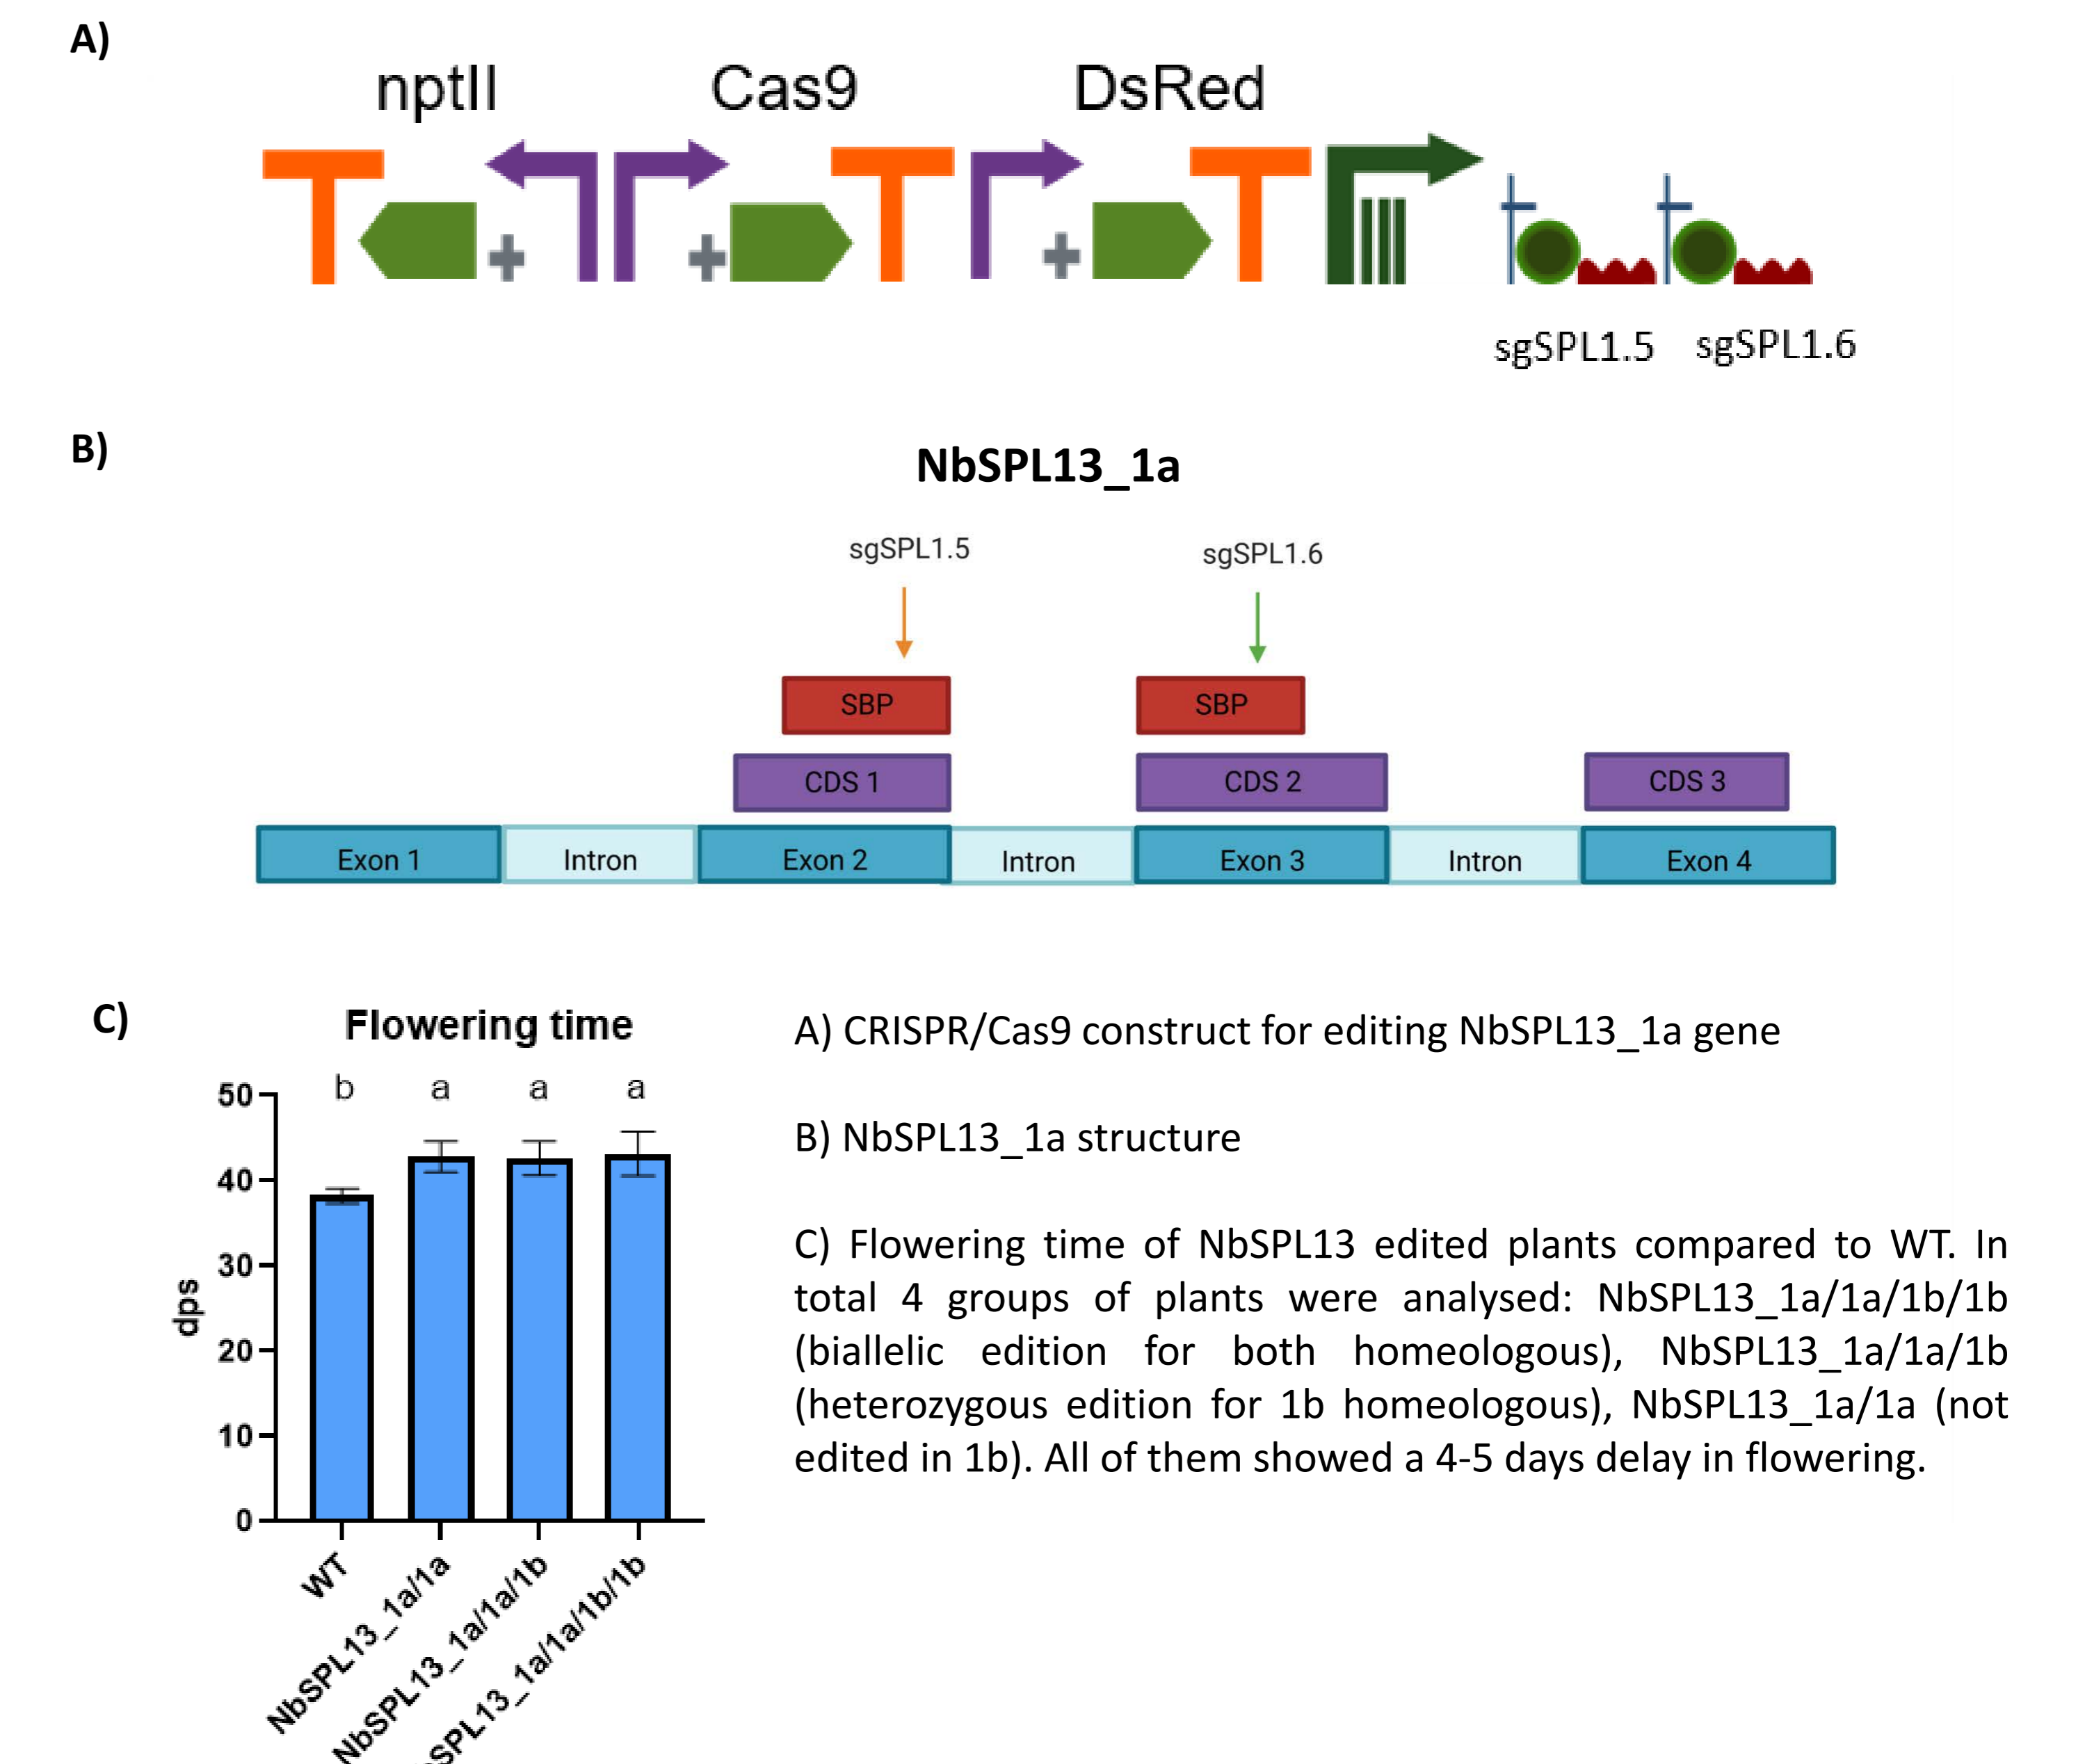 A)
nptII Cas9 DsRed
sgSPL1.5 sgSPL1.6
B)
NbSPL13_1a
sgSPL1.5 sgSPL1.6
SBP SBP
CDS 1 CDS 2 CDS 3
Exon 1 Intron Exon 2 Intron Exon 3 Intron Exon 4
C)
Flowering time
b a a a
50
40
30
20
10
0
dps
WT
NbSPL13_1a/1a
NbSPL13_1a/1a/1b
SPL13_1a/1a/1b/1b
A) CRISPR/Cas9 construct for editing NbSPL13_1a gene
B) NbSPL13_1a structure
C) Flowering time of NbSPL13 edited plants compared to WT. In
total 4 groups of plants were analysed: NbSPL13_1a/1a/1b/1b
(biallelic edition for both homeologous), NbSPL13_1a/1a/1b
(heterozygous edition for 1b homeologous), NbSPL13_1a/1a (not
edited in 1b). All of them showed a 4-5 days delay in flowering.